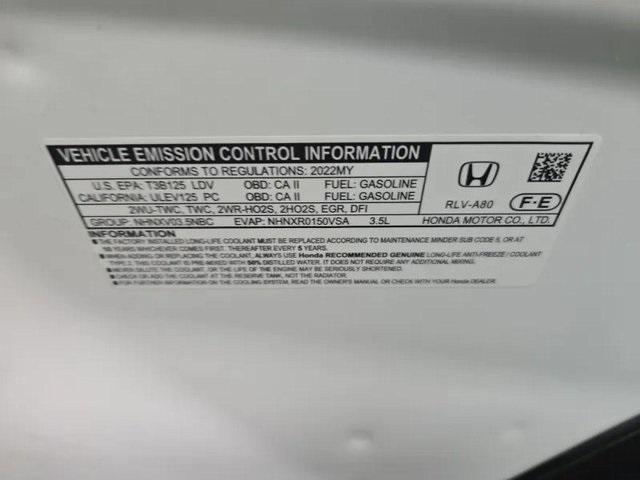 VEHICLE EMISSION CONTROL INFORMATION
CONFORMS TO REGULATIONS: 2022MY
U.S. EPA: T3B125 LDV OBD: CA II FUEL: GASOLINE
CALIFORNIA: ULEV125 PC OBD: CA II FUEL: GASOLINE
2WU-TWC, TWC, 2WR-HO2S, 2HO2S, EGR, DFI
GROUP: NHNXV03.5NBC EVAP: NHNXR0150VSA 3.5L
RLV-A80
F-E
HONDA MOTOR CO., LTD.
INFORMATION
■ THE FACTORY INSTALLED LONG-LIFE COOLANT MUST BE CHANGED ACCORDING TO MAINTENANCE MINDER SUB CODE 5, OR AT
YEARS WHICHEVER COMES FIRST. SUBSEQUENTLY CHANGE EVERY 5 YEARS.
■ WHEN ADDING OR REPLACING THE COOLANT, ALWAYS USE Honda RECOMMENDED GENUINE LONG-LIFE ANTI-FREEZE / COOLANT
TYPE 2. THIS COOLANT IS PRE-MIXED WITH 50% DISTILLED WATER. IT DOES NOT REQUIRE ANY ADDITIONAL MIXING.
■ NEVER DILUTE THE COOLANT OR THE LIFE OF THE ENGINE MAY BE SERIOUSLY SHORTENED.
■ CHECK OR ADD COOLANT AT THE RESERVE TANK, NOT THE RADIATOR.
■ FOR FURTHER INFORMATION ON THE COOLING SYSTEM, READ THE OWNER'S MANUAL OR CHECK WITH YOUR Honda DEALER.